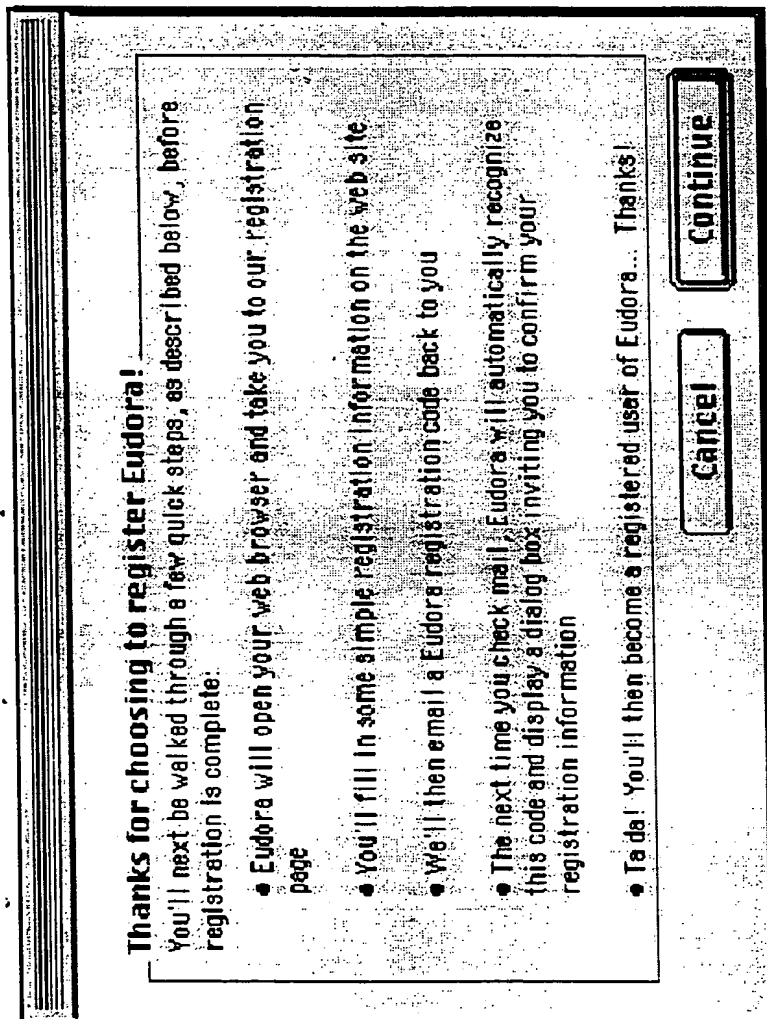 Thanks for choosing to register Eudora!
You'll next be walked through a few quick steps, as described below, before
registration is complete:
• Eudora will open your web browser and take you to our registration
page
• You'll fill in some simple registration information on the web site.
• We'll then email a Eudora registration code back to you
• The next time you check mail, Eudora will automatically recognize
this code and display a dialog box inviting you to confirm your
registration information
• Ta da! You'll then become a registered user of Eudora... Thanks!
Cancel
Continue